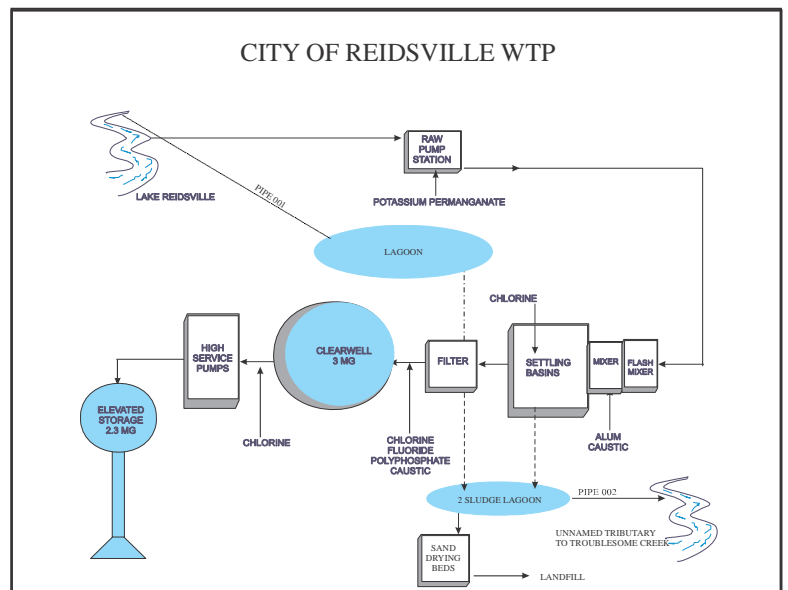 CITY OF REIDSVILLE WTP
RAW
PUMP
STATION
LAKE REIDSVILLE
PIPE 001
POTASSIUM PERMANGANATE
LAGOON
CHLORINE
HIGH
SERVICE
PUMPS
CLEARWELL
3 MG
FILTER
SETTLING
BASINS
MIXER
FLASH
MIXER
ELEVATED
STORAGE
2.3 MG
CHLORINE
CHLORINE
FLUORIDE
POLYPHOSPHATE
CAUSTIC
ALUM
CAUSTIC
2 SLUDGE LAGOON
PIPE 002
UNNAMED TRIBUTARY
TO TROUBLESOME CREEK
SAND
DRYING
BEDS
LANDFILL